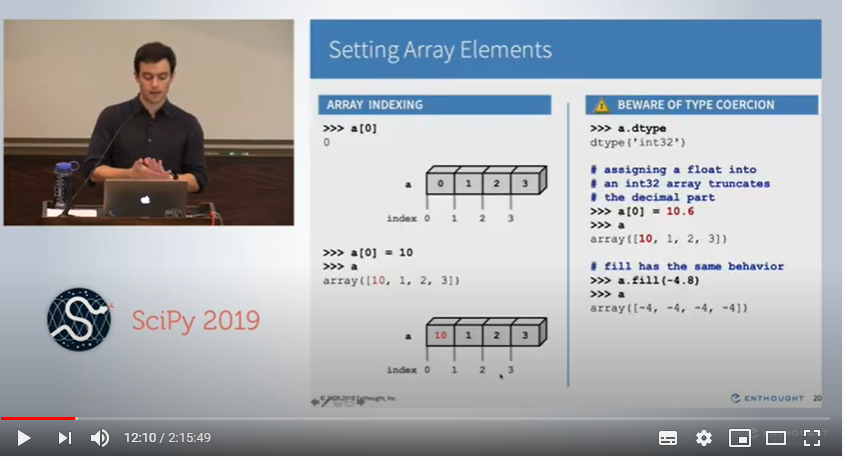 Setting Array Elements
ARRAY INDEXING
>>> a[0]
0
a 0 1 2 3
index 0 1 2 3
>>> a[0] = 10
>>> a
array([10, 1, 2, 3])
a 10 1 2 3
index 0 1 2 3
BEWARE OF TYPE COERCION
>>> a.dtype
dtype('int32')
# assigning a float into
# an int32 array truncates
# the decimal part
>>> a[0] = 10.6
>>> a
array([10, 1, 2, 3])
# fill has the same behavior
>>> a.fill(-4.8)
>>> a
array([-4, -4, -4, -4])
SciPy 2019
Enthought, Inc.
ENTHOUGHT 20
12:10 / 2:15:49